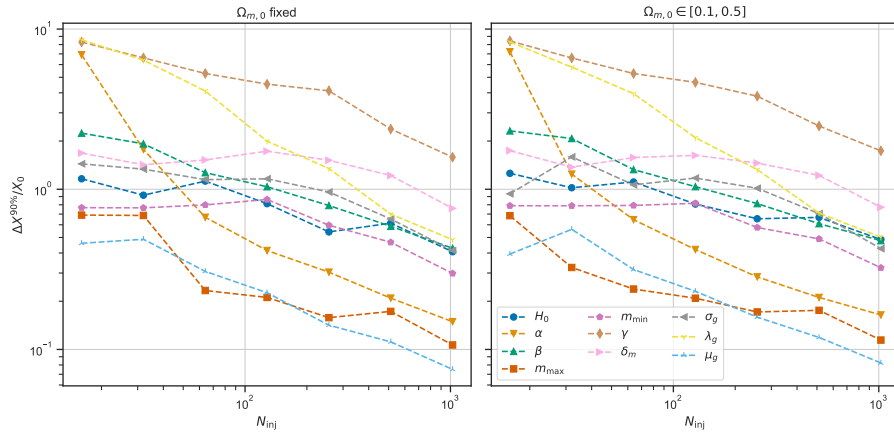 Ω_{m,0} fixed
Ω_{m,0} ∈ [0.1, 0.5]
10^1
10^0
10^{-1}
ΔX^{90%}/X_0
10^2
10^3
N_inj
10^2
10^3
N_inj
H_0
α
β
m_max
m_min
γ
δ_m
σ_g
λ_g
μ_g